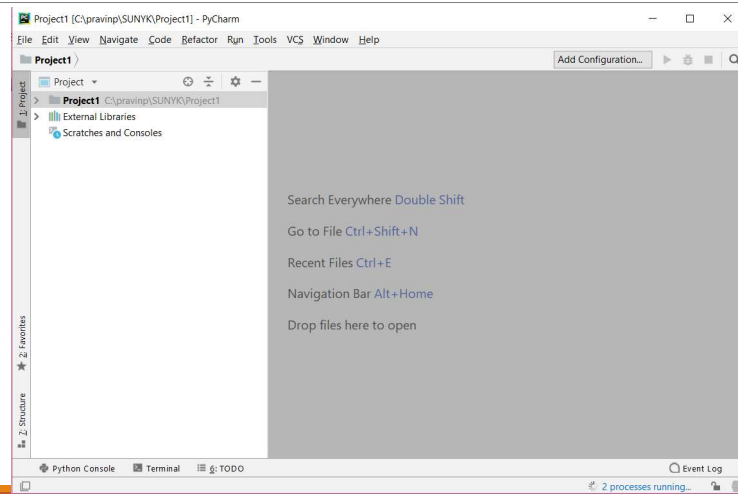 Project1 [C:\pravinp\SUNYK\Project1] - PyCharm
File Edit View Navigate Code Refactor Run Tools VCS Window Help
Project1
Add Configuration...
1: Project
Project
Project1 C:\pravinp\SUNYK\Project1
External Libraries
Scratches and Consoles
Search Everywhere Double Shift
Go to File Ctrl+Shift+N
Recent Files Ctrl+E
Navigation Bar Alt+Home
Drop files here to open
2: Favorites
7: Structure
Python Console Terminal 6: TODO
Event Log
2 processes running...